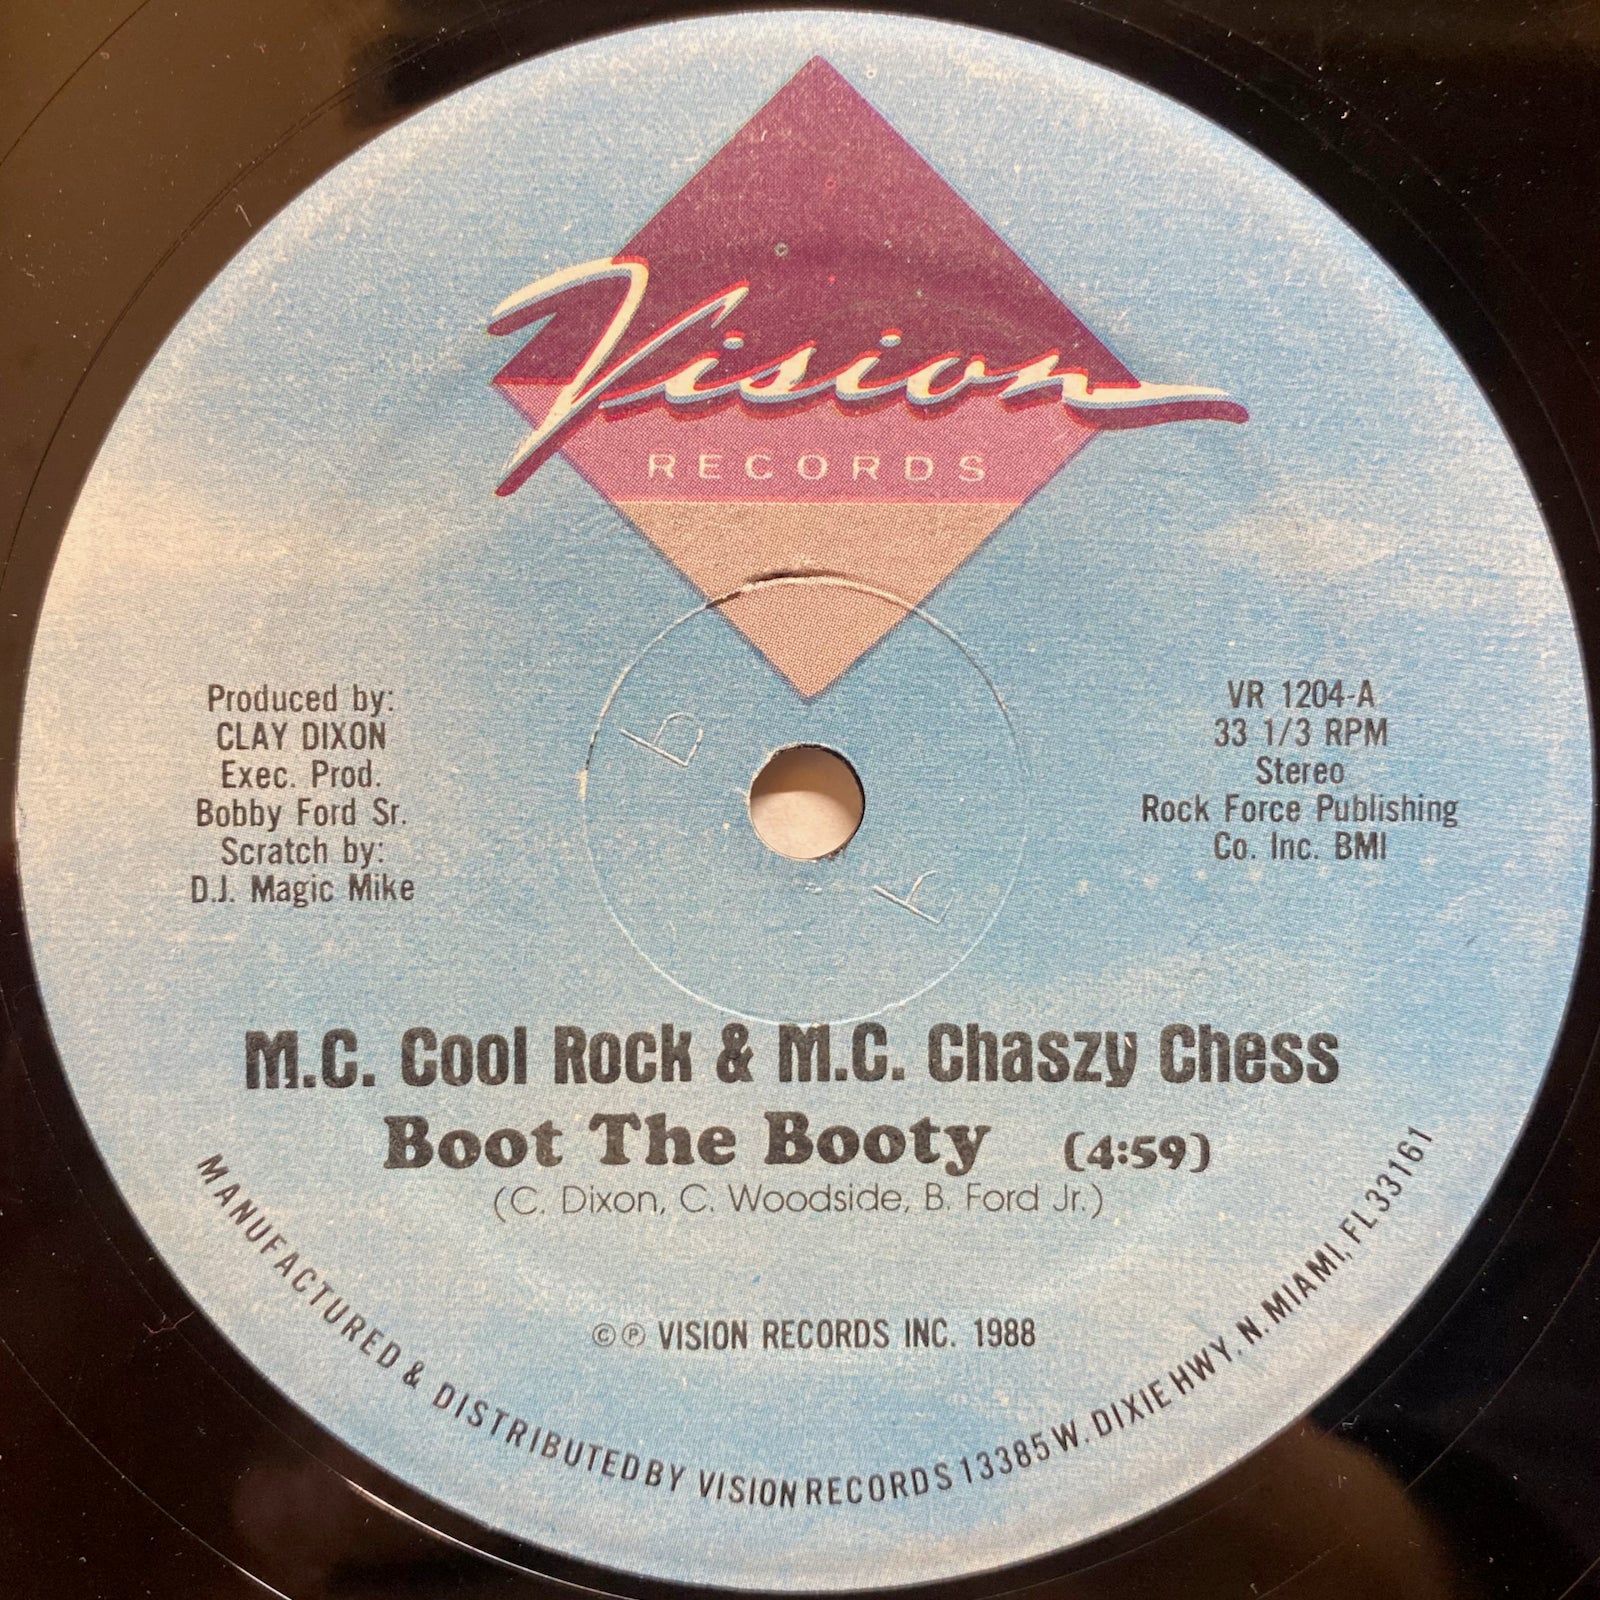 Vision
RECORDS
Produced by:
CLAY DIXON
Exec. Prod.
Bobby Ford Sr.
Scratch by:
D.J. Magic Mike
VR 1204-A
33 1/3 RPM
Stereo
Rock Force Publishing
Co. Inc. BMI
M.C. Cool Rock & M.C. Chaszy Chess
Boot The Booty (4:59)
(C. Dixon, C. Woodside, B. Ford Jr.)
©℗ VISION RECORDS INC. 1988
MANUFACTURED & DISTRIBUTED BY VISION RECORDS 13385 W. DIXIE HWY. N. MIAMI, FL 33161